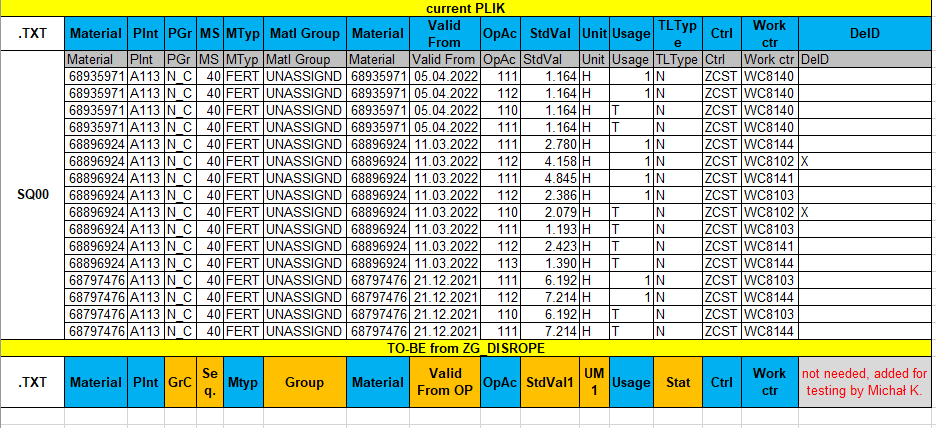 current PLIK
.TXT Material Plnt PGr MS MTyp Matl Group Material Valid From OpAc StdVal Unit Usage TLType Ctrl Work ctr DelD
Material Plnt PGr MS MTyp Matl Group Material Valid From OpAc StdVal Unit Usage TLType Ctrl Work ctr DelD
68935971 A113 N_C 40 FERT UNASSIGND 68935971 05.04.2022 111 1.164 H 1 N ZCST WC8140
68935971 A113 N_C 40 FERT UNASSIGND 68935971 05.04.2022 112 1.164 H 1 N ZCST WC8140
68935971 A113 N_C 40 FERT UNASSIGND 68935971 05.04.2022 110 1.164 H T N ZCST WC8140
68935971 A113 N_C 40 FERT UNASSIGND 68935971 05.04.2022 111 1.164 H T N ZCST WC8140
68896924 A113 N_C 40 FERT UNASSIGND 68896924 11.03.2022 111 2.780 H 1 N ZCST WC8144
68896924 A113 N_C 40 FERT UNASSIGND 68896924 11.03.2022 112 4.158 H 1 N ZCST WC8102 X
68896924 A113 N_C 40 FERT UNASSIGND 68896924 11.03.2022 111 4.845 H 1 N ZCST WC8141
SQ00 68896924 A113 N_C 40 FERT UNASSIGND 68896924 11.03.2022 112 2.386 H 1 N ZCST WC8103
68896924 A113 N_C 40 FERT UNASSIGND 68896924 11.03.2022 110 2.079 H T N ZCST WC8102 X
68896924 A113 N_C 40 FERT UNASSIGND 68896924 11.03.2022 111 1.193 H T N ZCST WC8103
68896924 A113 N_C 40 FERT UNASSIGND 68896924 11.03.2022 112 2.423 H T N ZCST WC8141
68896924 A113 N_C 40 FERT UNASSIGND 68896924 11.03.2022 113 1.390 H T N ZCST WC8144
68797476 A113 N_C 40 FERT UNASSIGND 68797476 21.12.2021 111 6.192 H 1 N ZCST WC8103
68797476 A113 N_C 40 FERT UNASSIGND 68797476 21.12.2021 112 7.214 H 1 N ZCST WC8144
68797476 A113 N_C 40 FERT UNASSIGND 68797476 21.12.2021 110 6.192 H T N ZCST WC8103
68797476 A113 N_C 40 FERT UNASSIGND 68797476 21.12.2021 111 7.214 H T N ZCST WC8144
TO-BE from ZG_DISROPE
.TXT Material Plnt GrC Seq. Mtyp Group Material Valid From OP OpAc StdVal1 UM1 Usage Stat Ctrl Work ctr not needed, added for testing by Michał K.